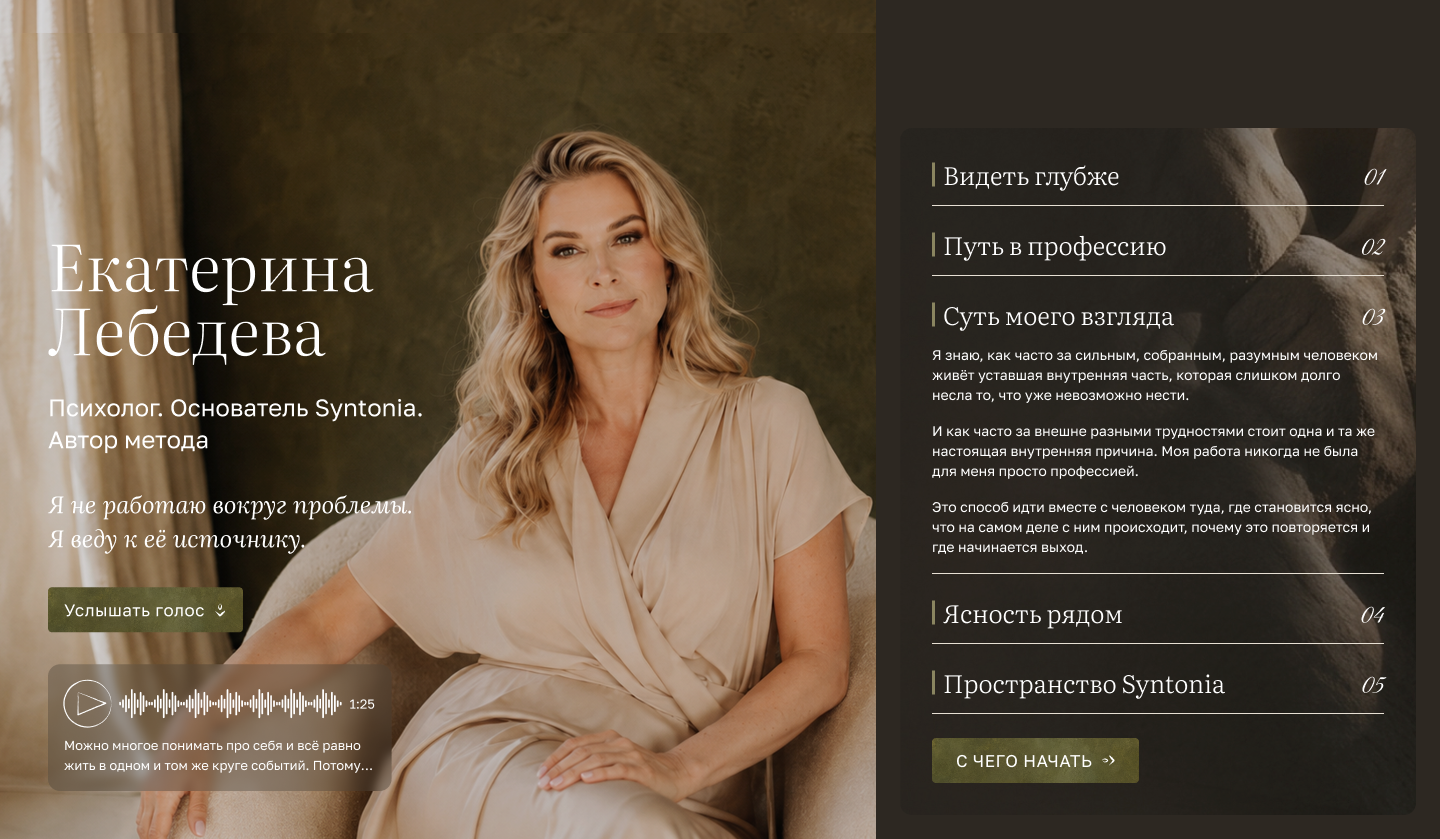 Екатерина
Лебедева
Психолог. Основатель Syntonia.
Автор метода
Я не работаю вокруг проблемы.
Я веду к её источнику.
Услышать голос
1:25
Можно многое понимать про себя и всё равно
жить в одном и том же круге событий. Потому...
Видеть глубже 01
Путь в профессию 02
Суть моего взгляда 03
Я знаю, как часто за сильным, собранным, разумным человеком
живёт уставшая внутренняя часть, которая слишком долго
несла то, что уже невозможно нести.
И как часто за внешне разными трудностями стоит одна и та же
настоящая внутренняя причина. Моя работа никогда не была
для меня просто профессией.
Это способ идти вместе с человеком туда, где становится ясно,
что на самом деле с ним происходит, почему это повторяется и
где начинается выход.
Ясность рядом 04
Пространство Syntonia 05
С ЧЕГО НАЧАТЬ